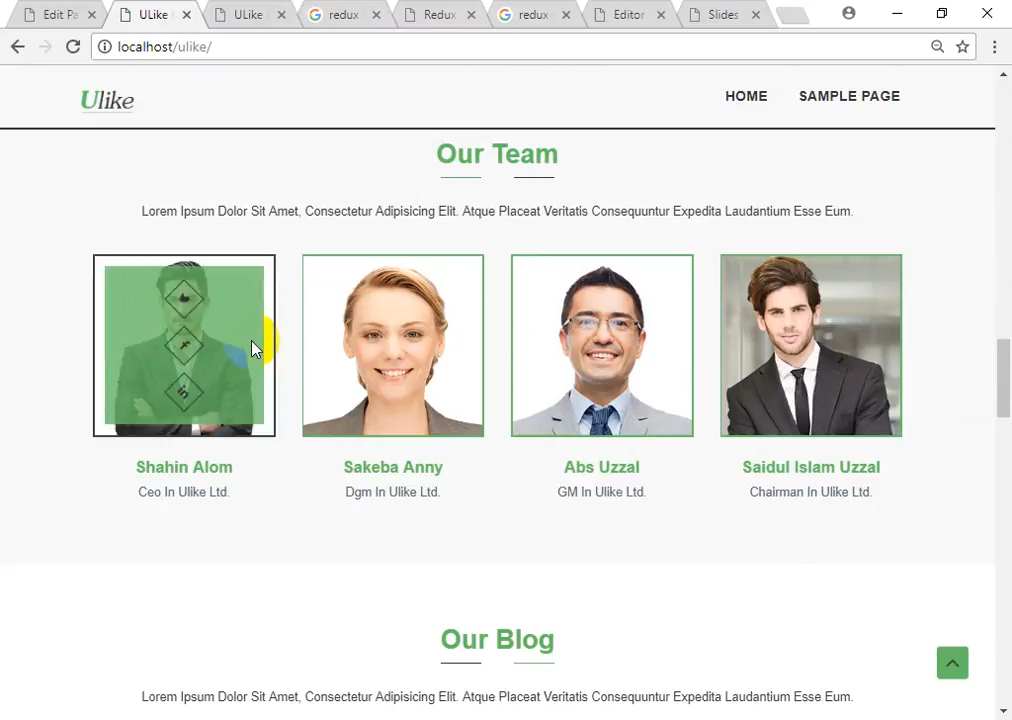 Edit Pa
ULike
ULike
redux
Redux
redux
Editor
Slides
localhost/ulike/
Ulike
HOME
SAMPLE PAGE
Our Team
Lorem Ipsum Dolor Sit Amet, Consectetur Adipisicing Elit. Atque Placeat Veritatis Consequuntur Expedita Laudantium Esse Eum.
Shahin Alom
Sakeba Anny
Abs Uzzal
Saidul Islam Uzzal
Ceo In Ulike Ltd.
Dgm In Ulike Ltd.
GM In Ulike Ltd.
Chairman In Ulike Ltd.
Our Blog
Lorem Ipsum Dolor Sit Amet, Consectetur Adipisicing Elit. Atque Placeat Veritatis Consequuntur Expedita Laudantium Esse Eum.